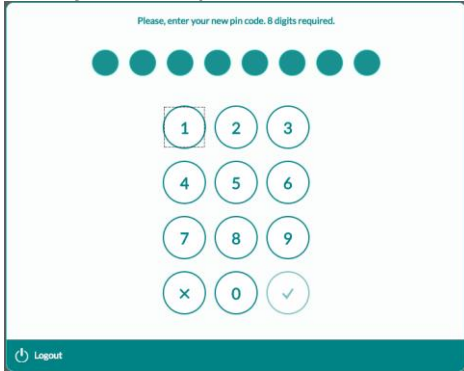 Please, enter your new pin code. 8 digits required.
1 2 3
4 5 6
7 8 9
× 0 ✓
Logout